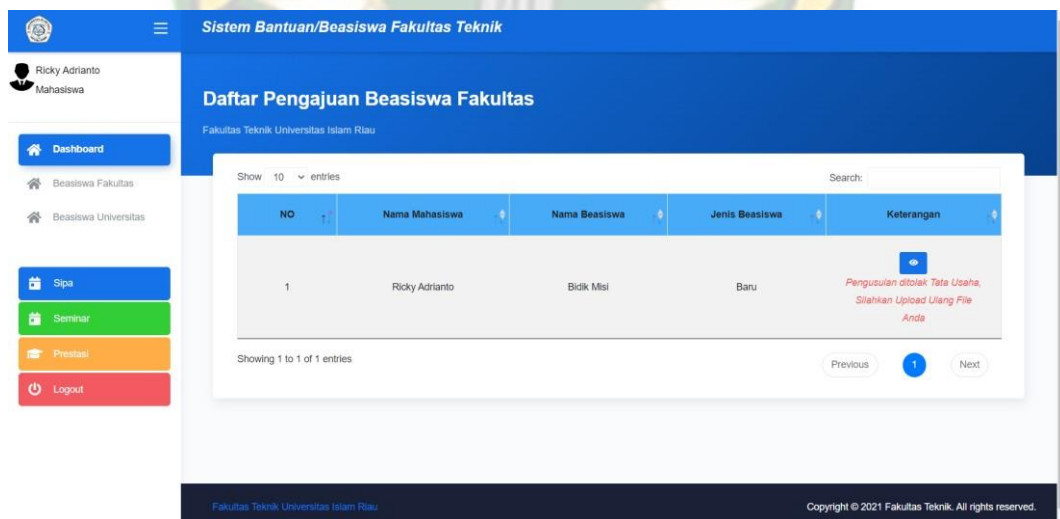 Sistem Bantuan/Beasiswa Fakultas Teknik
Ricky Adrianto
Mahasiswa
Dashboard
Beasiswa Fakultas
Beasiswa Universitas
Sipa
Seminar
Prestasi
Logout
Daftar Pengajuan Beasiswa Fakultas
Fakultas Teknik Universitas Islam Riau
Show 10 entries
Search:
NO Nama Mahasiswa Nama Beasiswa Jenis Beasiswa Keterangan
1 Ricky Adrianto Bidik Misi Baru
Pengusulan ditolak Tata Usaha,
Silahkan Upload Ulang File
Anda
Showing 1 to 1 of 1 entries
Previous 1 Next
Fakultas Teknik Universitas Islam Riau
Copyright © 2021 Fakultas Teknik. All rights reserved.